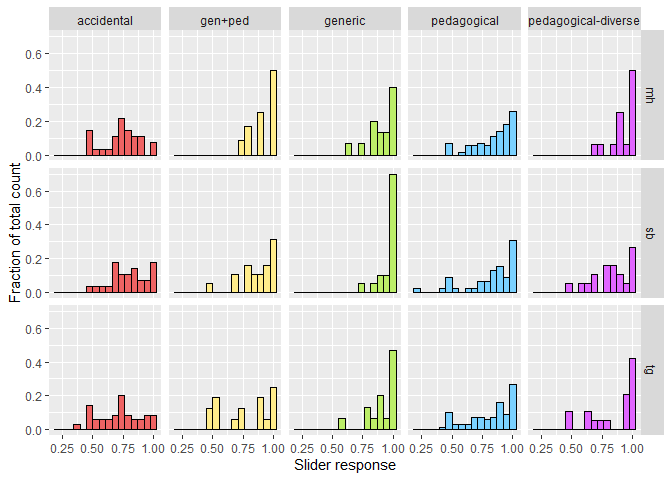 accidental gen+ped generic pedagogical pedagogical-diverse
0.6
0.4
0.2
0.0
mh
0.6
0.4
0.2
0.0
sb
0.6
0.4
0.2
0.0
tg
Fraction of total count
0.25 0.50 0.75 1.00 0.25 0.50 0.75 1.00 0.25 0.50 0.75 1.00 0.25 0.50 0.75 1.00 0.25 0.50 0.75 1.00
Slider response